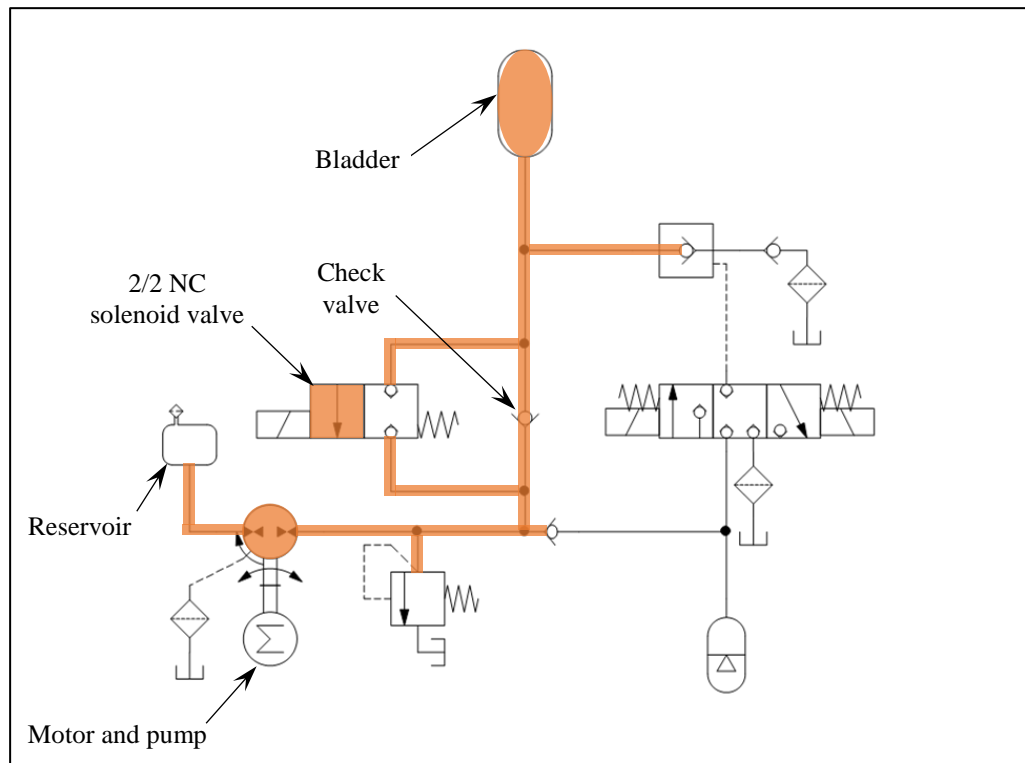 Bladder
2/2 NC
solenoid valve
Check
valve
Reservoir
Motor and pump